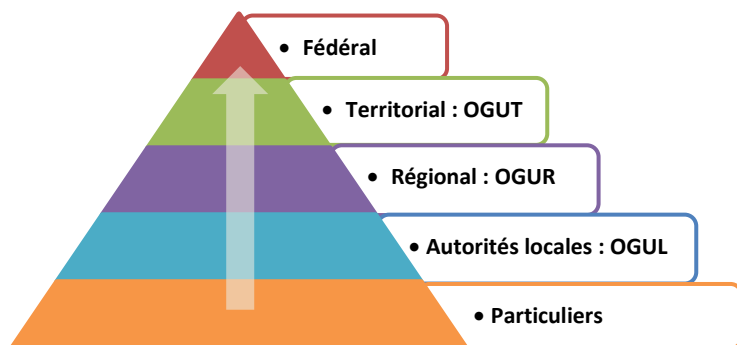 • Fédéral
• Territorial : OGUT
• Régional : OGUR
• Autorités locales : OGUL
• Particuliers